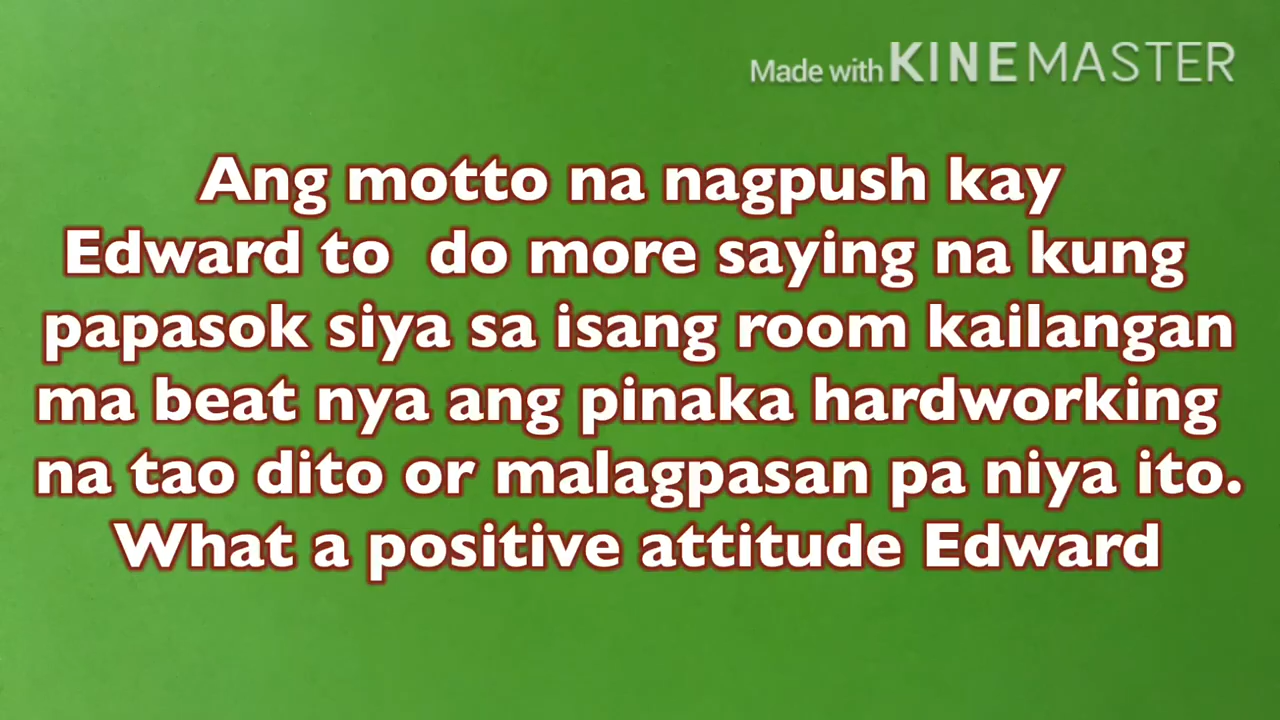 Made with KINEMASTER
Ang motto na nagpush kay
Edward to do more saying na kung
papasok siya sa isang room kailangan
ma beat nya ang pinaka hardworking
na tao dito or malagpasan pa niya ito.
What a positive attitude Edward